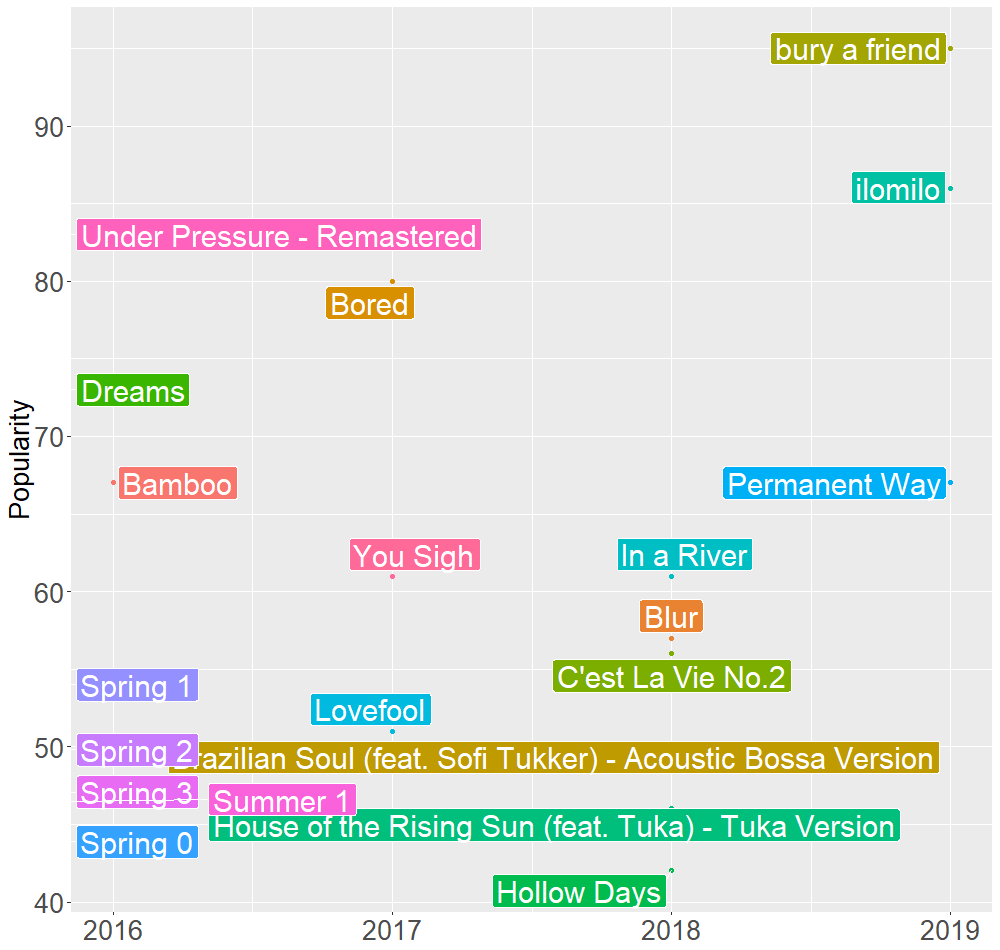 bury a friend
90
ilomilo
Under Pressure - Remastered
80
Bored
Dreams
70
Popularity
Bamboo
Permanent Way
You Sigh
In a River
60
Blur
Spring 1
C'est La Vie No.2
Lovefool
50
Spring 2
Brazilian Soul (feat. Sofi Tukker) - Acoustic Bossa Version
Spring 3
Summer 1
House of the Rising Sun (feat. Tuka) - Tuka Version
Spring 0
Hollow Days
40
2016
2017
2018
2019